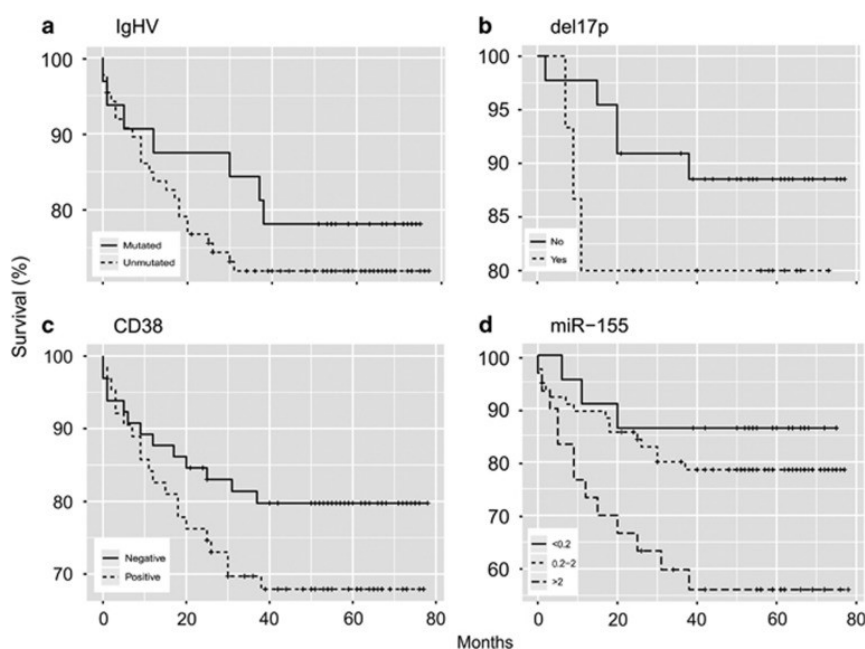 a IgHV
100
90
80
Mutated
Unmutated
b del17p
100
95
90
85
80
No
Yes
Survival (%)
c CD38
100
90
80
70
Negative
Positive
0 20 40 60 80
d miR−155
100
90
80
70
60
<0.2
0.2−2
>2
0 20 40 60 80
Months